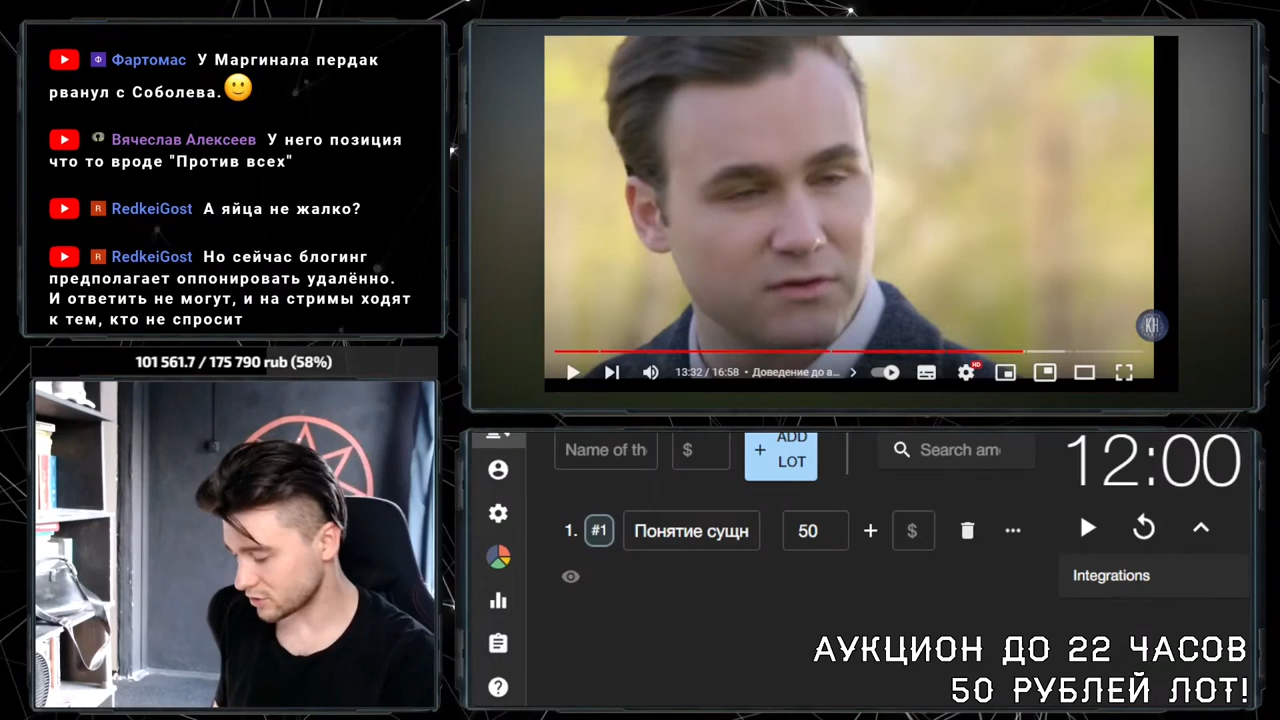 Фартомас У Маргинала пердак
рванул с Соболева.
Вячеслав Алексеев У него позиция
что то вроде "Против всех"
RedkeiGost А яйца не жалко?
RedkeiGost Но сейчас блогинг
предполагает оппонировать удалённо.
И ответить не могут, и на стримы ходят
к тем, кто не спросит
101 561.7 / 175 790 rub (58%)
КН
13:32 / 16:58 • Доведение до а...
HD
Name of th
$
+ ADD
LOT
Search am
12:00
1. #1 Понятие сущн 50 + $
Integrations
АУКЦИОН ДО 22 ЧАСОВ
50 РУБЛЕЙ ЛОТ!